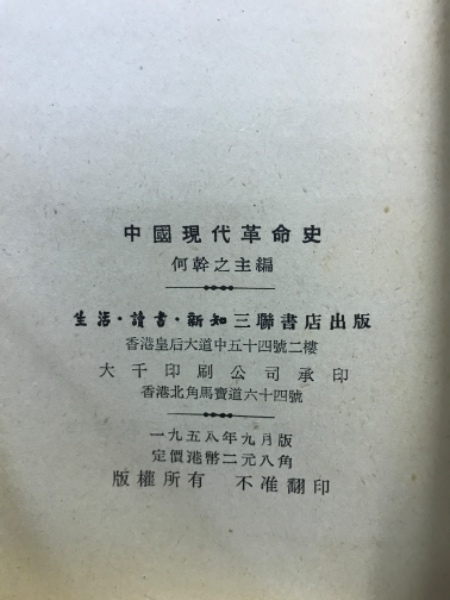 中國現代革命史
何幹之主編
生活·讀書·新知三聯書店出版
香港皇后大道中五十四號二樓
大千印刷公司承印
香港北角馬寶道六十四號
一九五八年九月版
定價港幣二元八角
版權所有 不准翻印